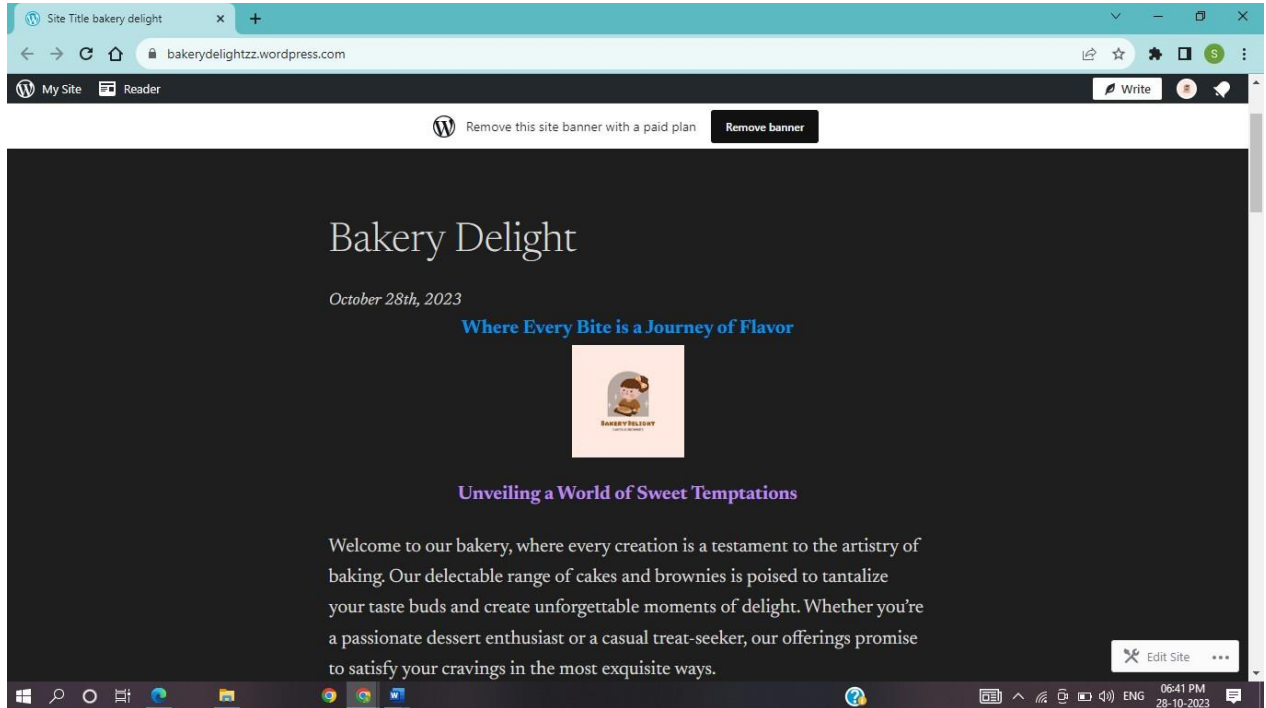 Site Title bakery delight
bakerydelightzz.wordpress.com
S
My Site Reader Write
Remove this site banner with a paid plan Remove banner
Bakery Delight
October 28th, 2023
Where Every Bite is a Journey of Flavor
BAKERY DELIGHT
Unveiling a World of Sweet Temptations
Welcome to our bakery, where every creation is a testament to the artistry of
baking. Our delectable range of cakes and brownies is poised to tantalize
your taste buds and create unforgettable moments of delight. Whether you’re
a passionate dessert enthusiast or a casual treat-seeker, our offerings promise
to satisfy your cravings in the most exquisite ways.
Edit Site
ENG
06:41 PM
28-10-2023